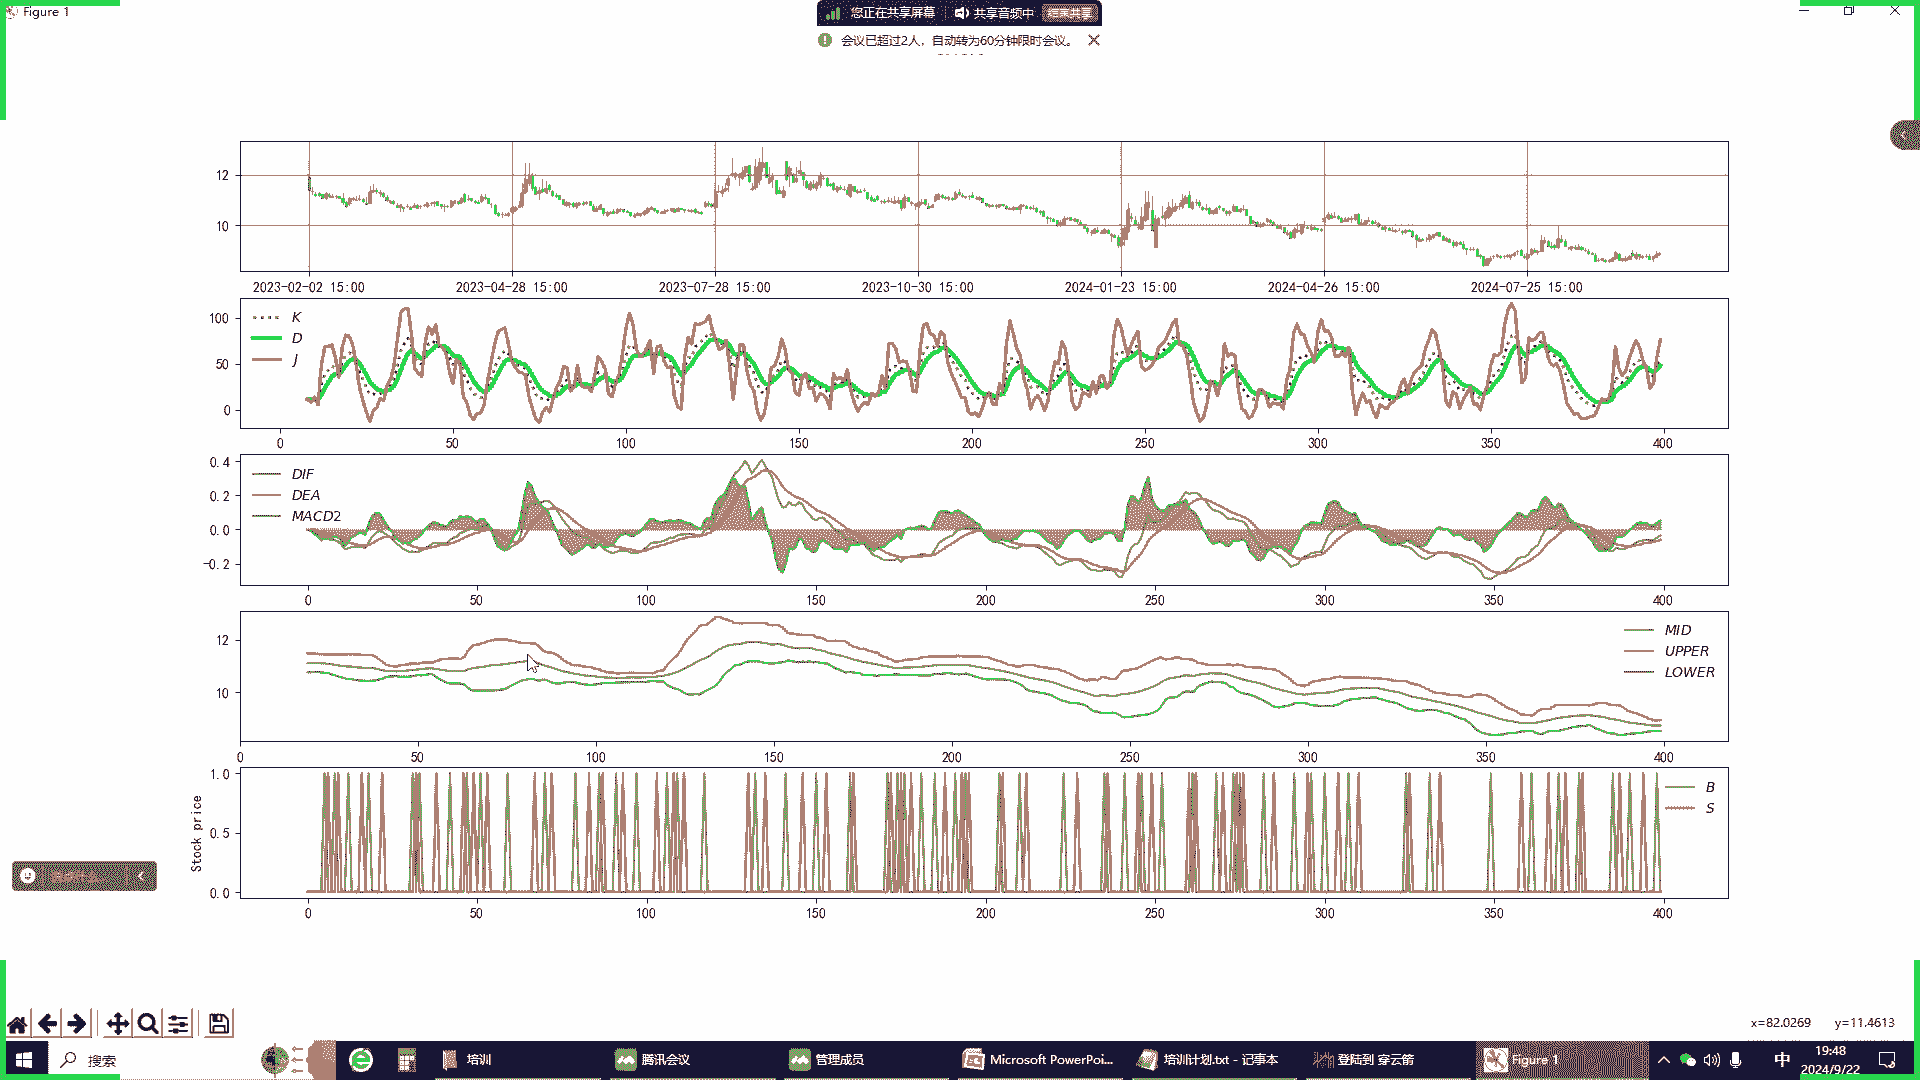 Figure 1
您正在共享屏幕 共享音频中 结束共享
会议已超过2人，自动转为60分钟限时会议。
12
10
2023-02-02 15:00 2023-04-28 15:00 2023-07-28 15:00 2023-10-30 15:00 2024-01-23 15:00 2024-04-26 15:00 2024-07-25 15:00
100
50
0
K
D
J
0 50 100 150 200 250 300 350 400
0.4
0.2
0.0
-0.2
DIF
DEA
MACD2
0 50 100 150 200 250 300 350 400
12
10
MID
UPPER
LOWER
0 50 100 150 200 250 300 350 400
Stock price
1.0
0.5
0.0
B
S
0 50 100 150 200 250 300 350 400
x=82.0269 y=11.4613
搜索
培训
腾讯会议
管理成员
Microsoft PowerPoi...
培训计划.txt - 记事本
登陆到 穿云箭
Figure 1
中
19:48
2024/9/22